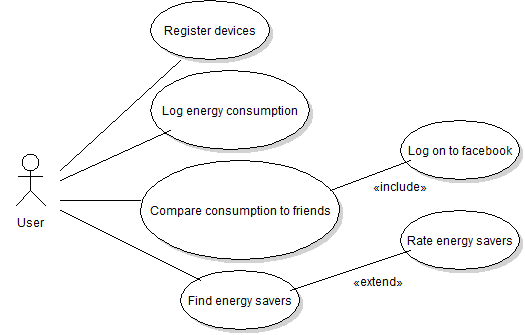 Register devices
Log energy consumption
Log on to facebook
«include»
User
Compare consumption to friends
Rate energy savers
«extend»
Find energy savers